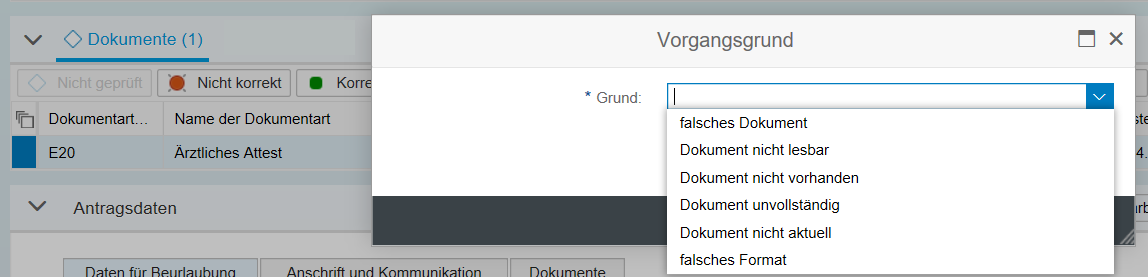 Vorgangsgrund
Dokumente (1)
Nicht geprüft
Nicht korrekt
* Grund:
falsches Dokument
Dokument nicht lesbar
Dokument nicht vorhanden
Dokument unvollständig
Dokument nicht aktuell
falsches Format
Dokumentart... Name der Dokumentart
E20 Ärztliches Attest
Antragsdaten
Daten für Beurlaubung Anschrift und Kommunikation Dokumente